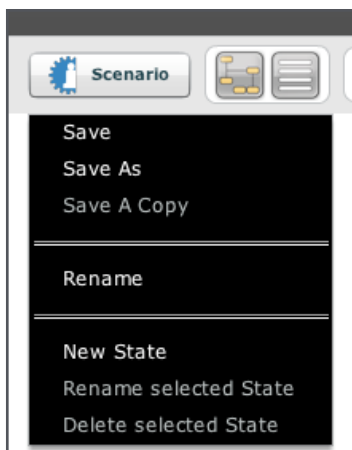 Scenario
Save
Save As
Save A Copy
Rename
New State
Rename selected State
Delete selected State